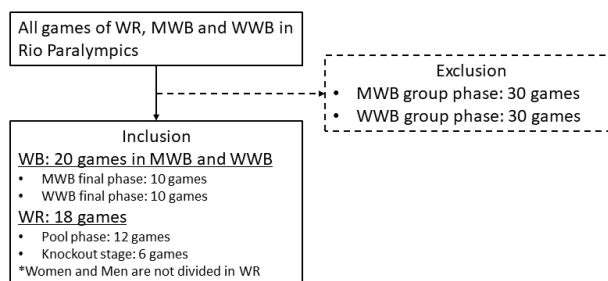 All games of WR, MWB and WWB in
Rio Paralympics
Exclusion
• MWB group phase: 30 games
• WWB group phase: 30 games
Inclusion
WB: 20 games in MWB and WWB
• MWB final phase: 10 games
• WWB final phase: 10 games
WR: 18 games
• Pool phase: 12 games
• Knockout stage: 6 games
*Women and Men are not divided in WR